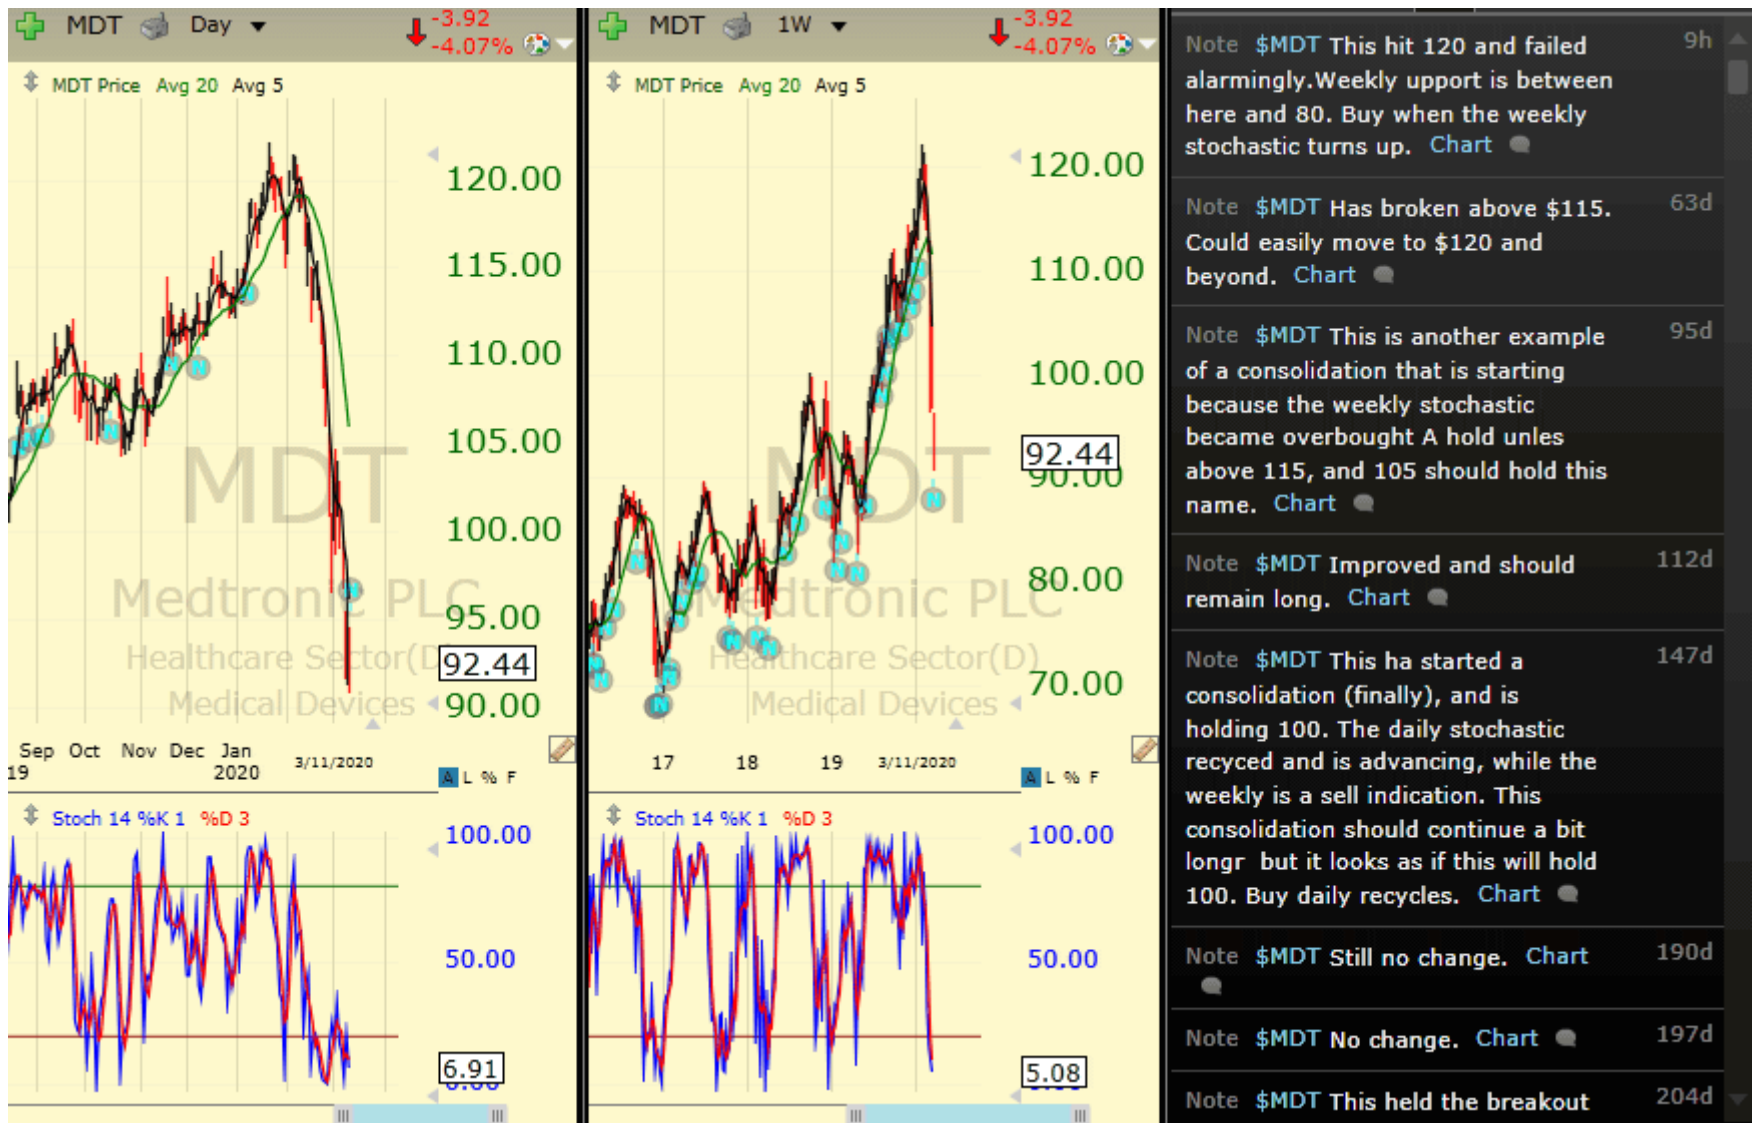 MDT Day
-3.92
-4.07%
MDT Price Avg 20 Avg 5
120.00
115.00
110.00
105.00
100.00
95.00
92.44
90.00
MDT
Medtronic PLC
Healthcare Sector(D
Medical Devices
Sep Oct Nov Dec Jan
19 2020 3/11/2020
A L % F
Stoch 14 %K 1 %D 3
100.00
50.00
6.91
0.00
MDT 1W
-3.92
-4.07%
MDT Price Avg 20 Avg 5
120.00
110.00
100.00
92.44
90.00
80.00
70.00
MDT
Medtronic PLC
Healthcare Sector(D)
Medical Devices
17 18 19 3/11/2020
A L % F
Stoch 14 %K 1 %D 3
100.00
50.00
5.08
Note $MDT This hit 120 and failed 9h
alarmingly.Weekly upport is between
here and 80. Buy when the weekly
stochastic turns up. Chart
Note $MDT Has broken above $115. 63d
Could easily move to $120 and
beyond. Chart
Note $MDT This is another example 95d
of a consolidation that is starting
because the weekly stochastic
became overbought A hold unles
above 115, and 105 should hold this
name. Chart
Note $MDT Improved and should 112d
remain long. Chart
Note $MDT This ha started a 147d
consolidation (finally), and is
holding 100. The daily stochastic
recyced and is advancing, while the
weekly is a sell indication. This
consolidation should continue a bit
longr but it looks as if this will hold
100. Buy daily recycles. Chart
Note $MDT Still no change. Chart 190d
Note $MDT No change. Chart 197d
Note $MDT This held the breakout 204d